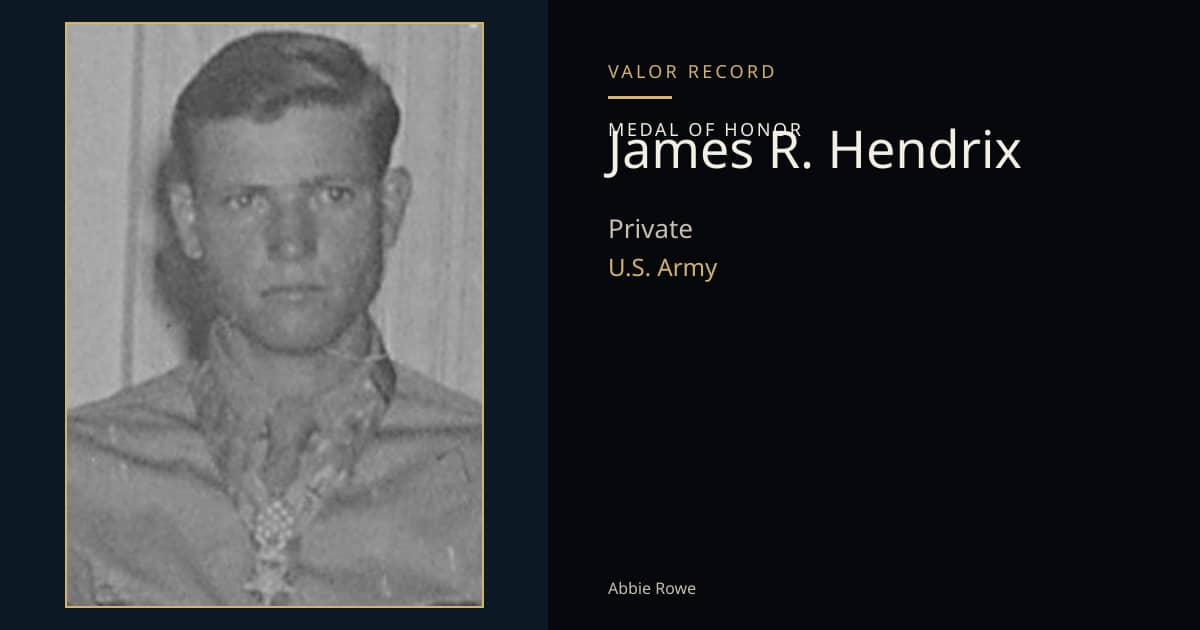 VALOR RECORD
MEDAL OF HONOR
James R. Hendrix
Private
U.S. Army
Abbie Rowe